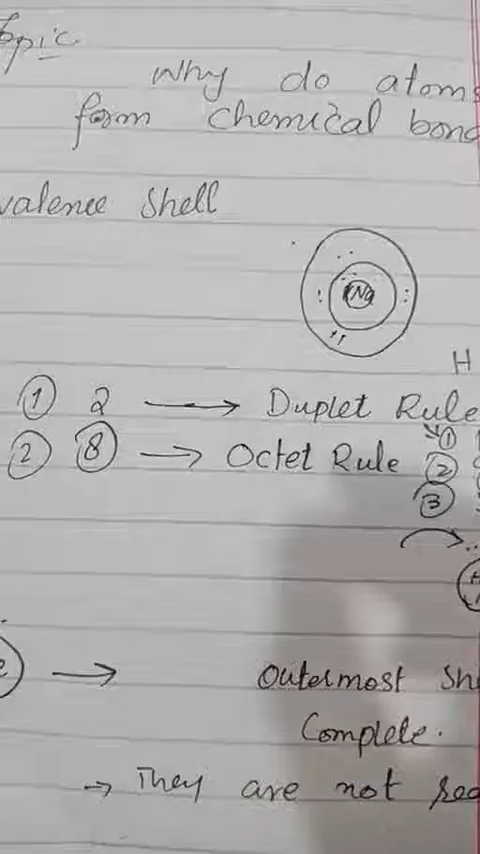 Topic
Why do atoms
form chemical bond
valence Shell
Na
H
① 2 → Duplet Rule
①
② ⑧ → Octet Rule ②
③
→ Outermost Sh
Complete.
→ They are not